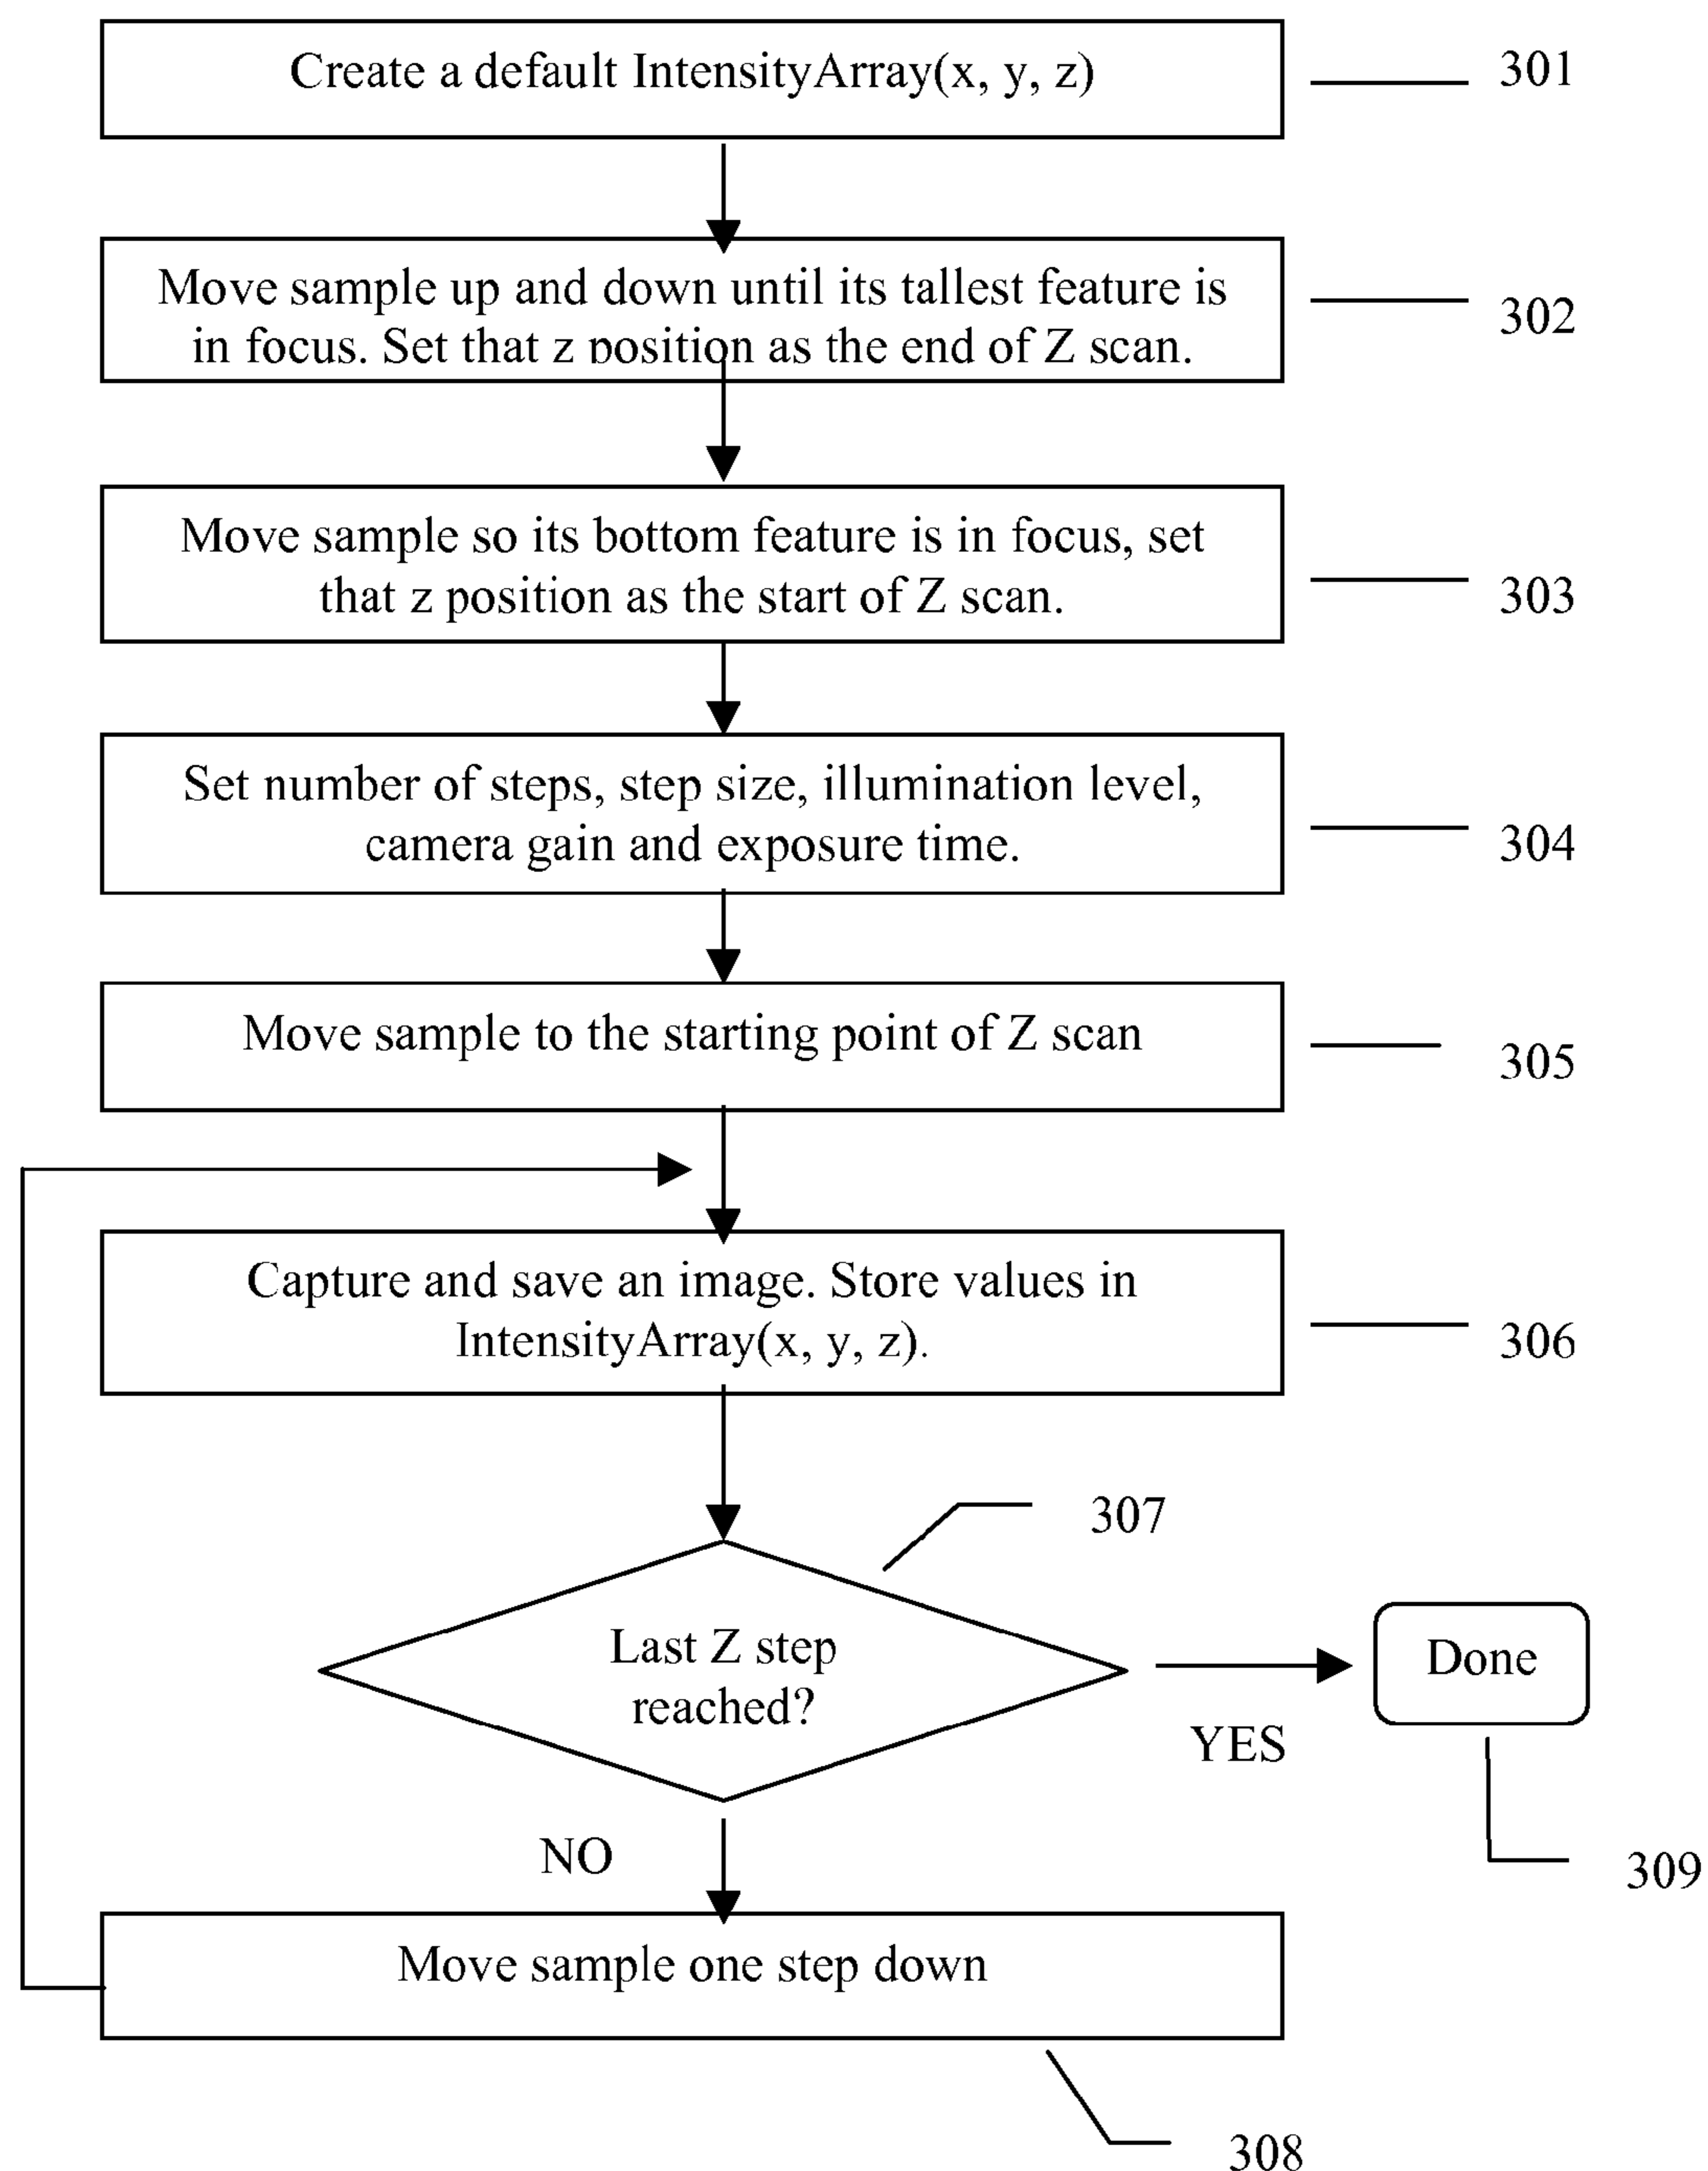 Create a default IntensityArray(x, y, z)
301
Move sample up and down until its tallest feature is
in focus. Set that z position as the end of Z scan.
302
Move sample so its bottom feature is in focus, set
that z position as the start of Z scan.
303
Set number of steps, step size, illumination level,
camera gain and exposure time.
304
Move sample to the starting point of Z scan
305
Capture and save an image. Store values in
IntensityArray(x, y, z).
306
307
Last Z step
reached?
Done
YES
NO
309
Move sample one step down
308